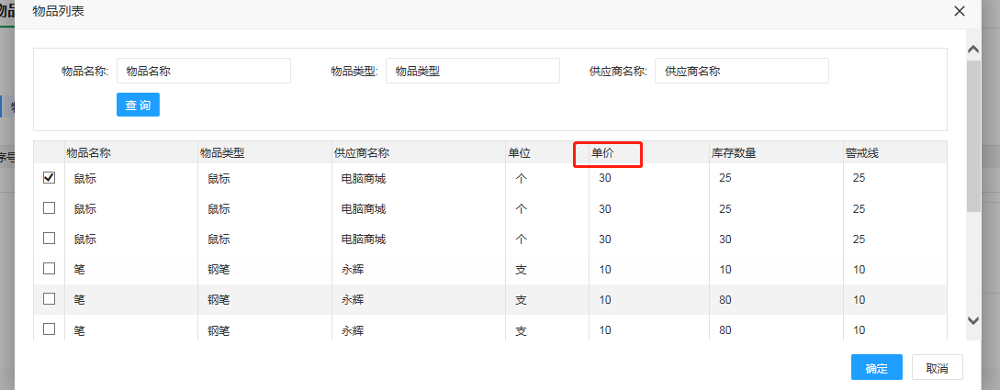 物品
物品列表
物品名称: 物品名称 物品类型: 物品类型 供应商名称: 供应商名称
查 询
序号
物品名称 物品类型 供应商名称 单位 单价 库存数量 警戒线
鼠标 鼠标 电脑商城 个 30 25 25
鼠标 鼠标 电脑商城 个 30 25 25
鼠标 鼠标 电脑商城 个 30 30 25
笔 钢笔 永辉 支 10 10 10
笔 钢笔 永辉 支 10 80 10
笔 钢笔 永辉 支 10 80 10
确定 取消